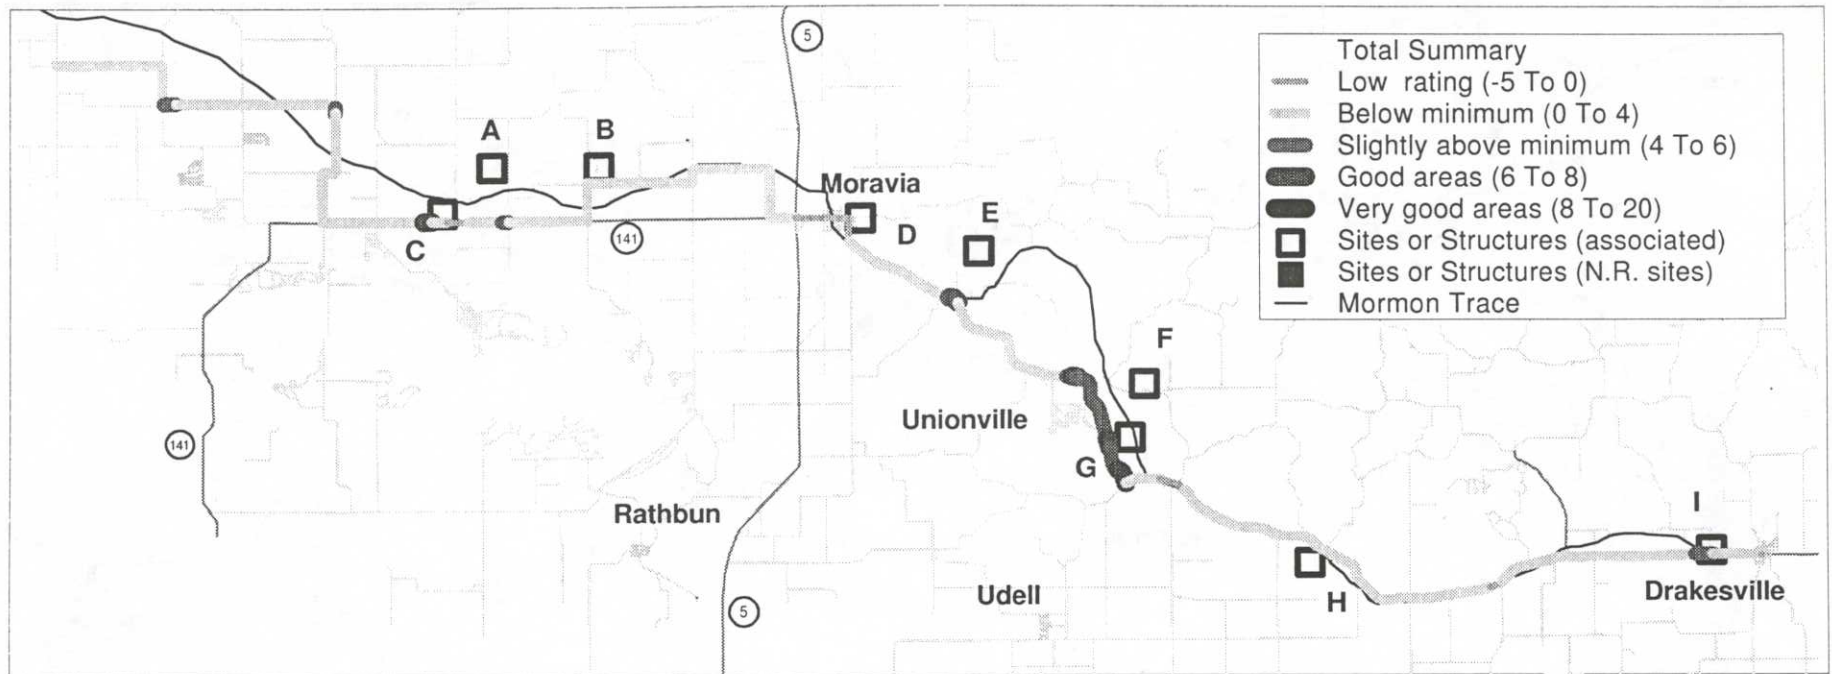 5
Total Summary
Low rating (-5 To 0)
Below minimum (0 To 4)
Slightly above minimum (4 To 6)
Good areas (6 To 8)
Very good areas (8 To 20)
Sites or Structures (associated)
Sites or Structures (N.R. sites)
Mormon Trace
A
B
Moravia
E
D
C
141
F
Unionville
141
G
Rathbun
I
Udell
H
Drakesville
5